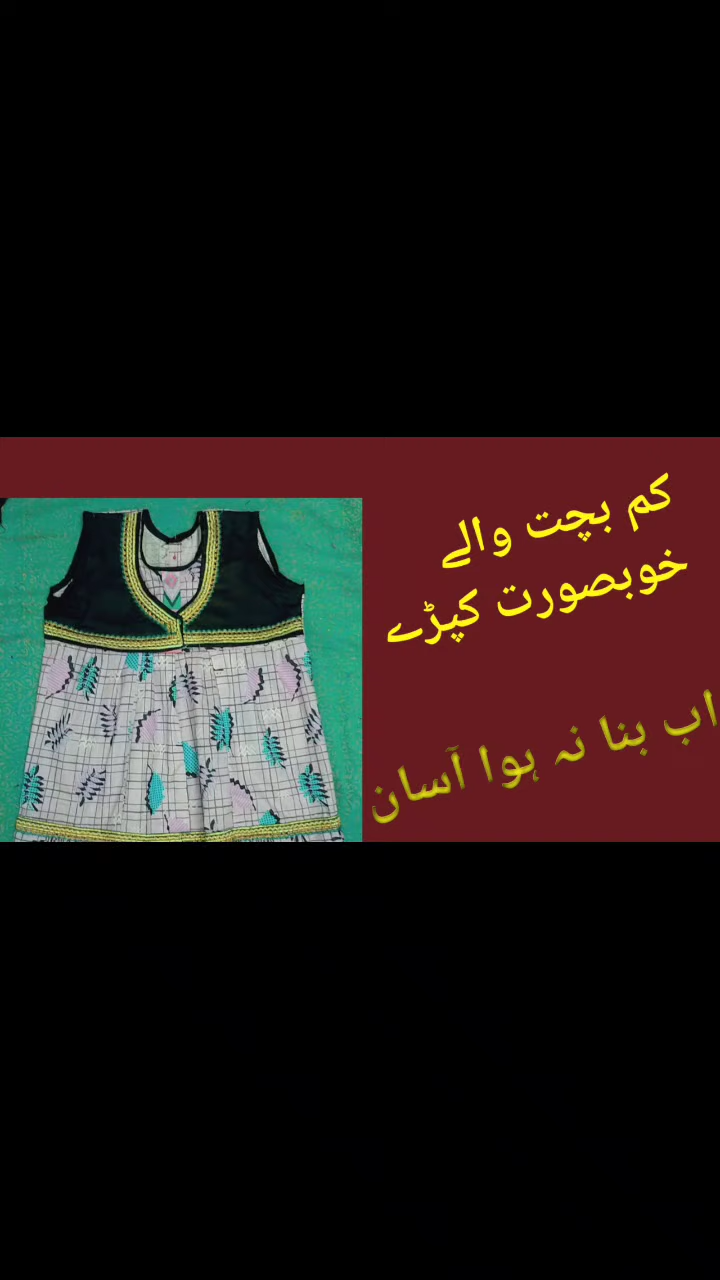 کم بچت والے
خوبصورت کپڑے
اب بنا نہ ہوا آسان